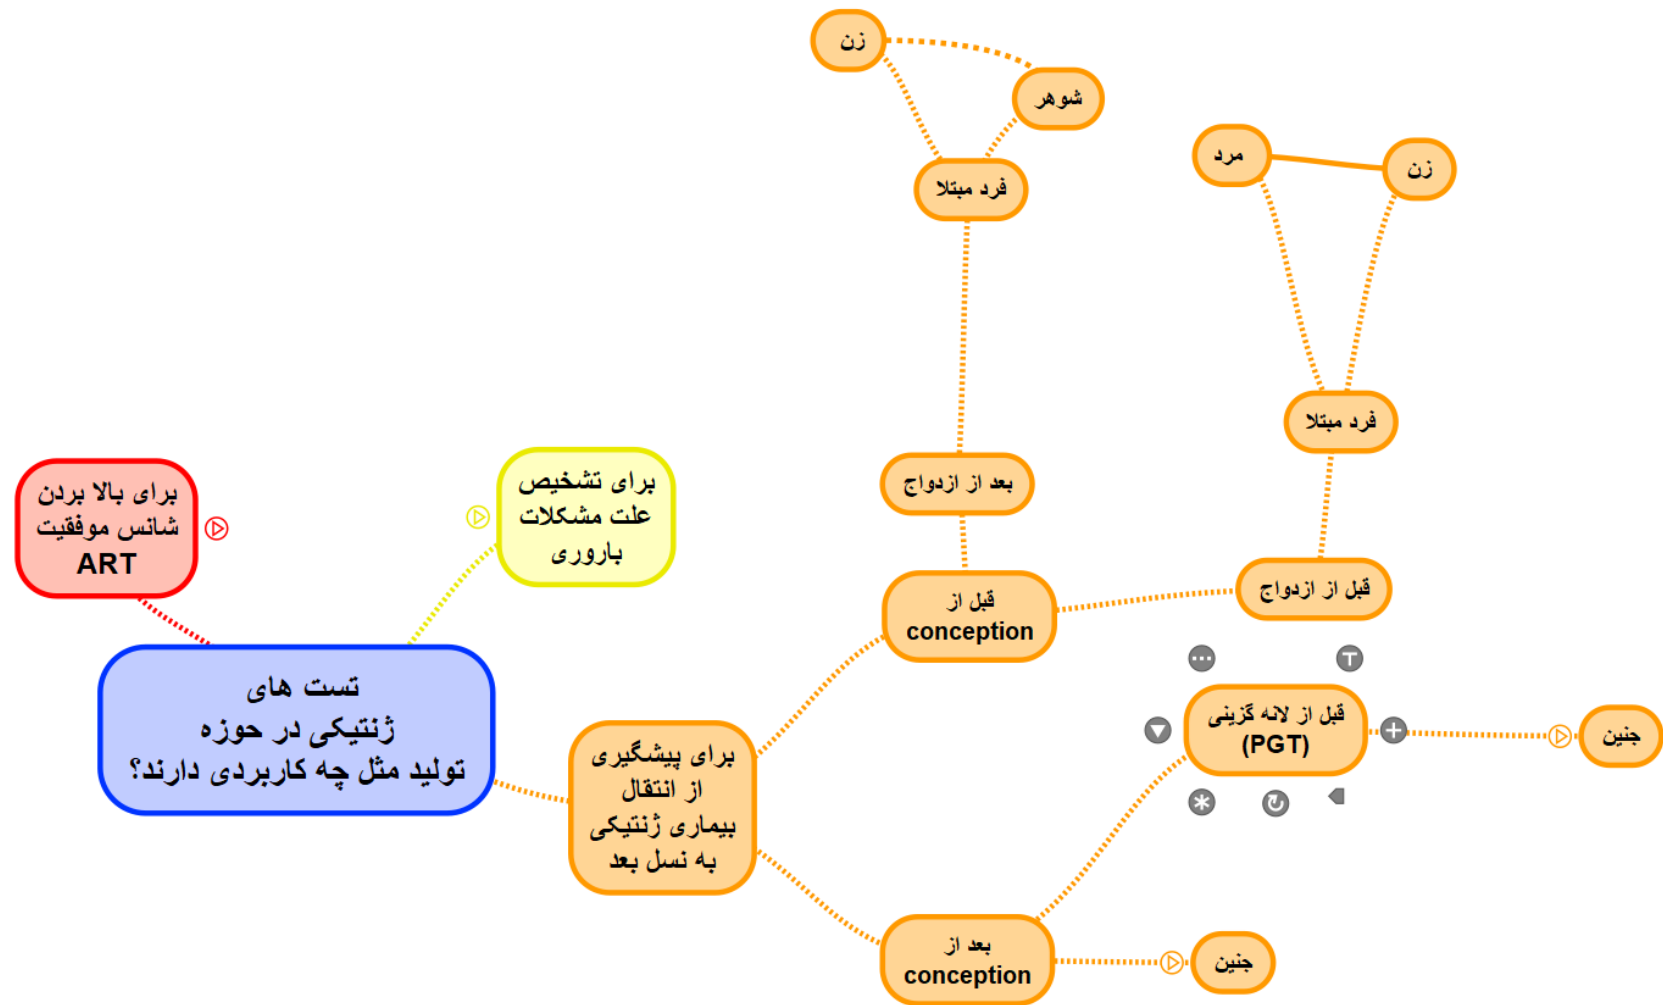 زن
شوهر
فرد مبتلا
مرد
زن
فرد مبتلا
بعد از ازدواج
قبل از ازدواج
برای بالا بردن
شانس موفقیت
ART
برای تشخیص
علت مشکلات
باروری
قبل از
conception
تست های
ژنتیکی در حوزه
تولید مثل چه کاربردی دارند؟
برای پیشگیری
از انتقال
بیماری ژنتیکی
به نسل بعد
قبل از لانه گزینی
(PGT)
جنین
بعد از
conception
جنین